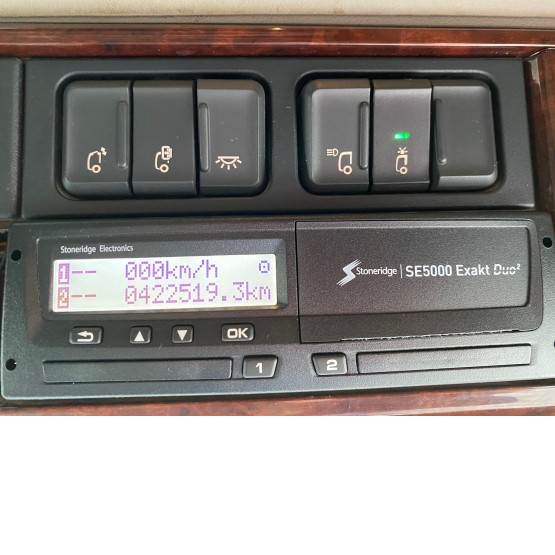 Stoneridge Electronics
1-- 000km/h
2-- 0422519.3km
Stoneridge | SE5000 Exakt Duo²
OK
1 2